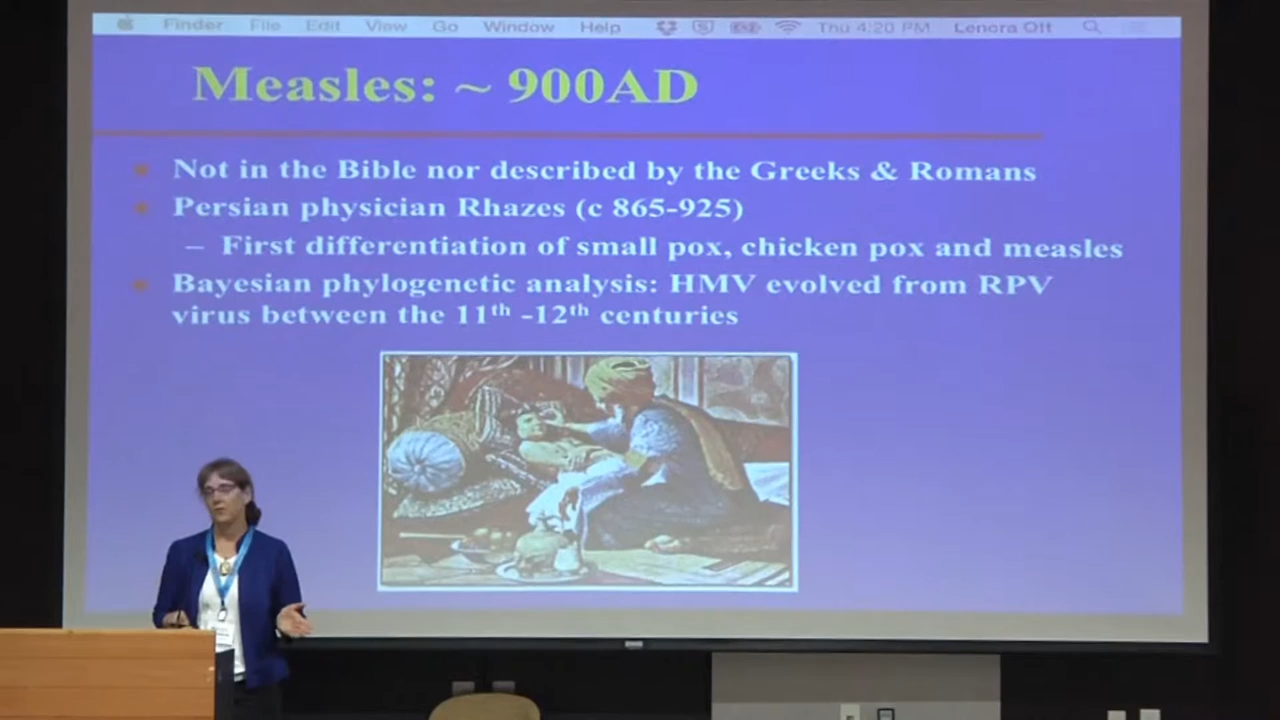 Finder File Edit View Go Window Help Thu 4:20 PM Lenora Ott
Measles: ~ 900AD
Not in the Bible nor described by the Greeks & Romans
Persian physician Rhazes (c 865-925)
– First differentiation of small pox, chicken pox and measles
Bayesian phylogenetic analysis: HMV evolved from RPV
virus between the 11th -12th centuries